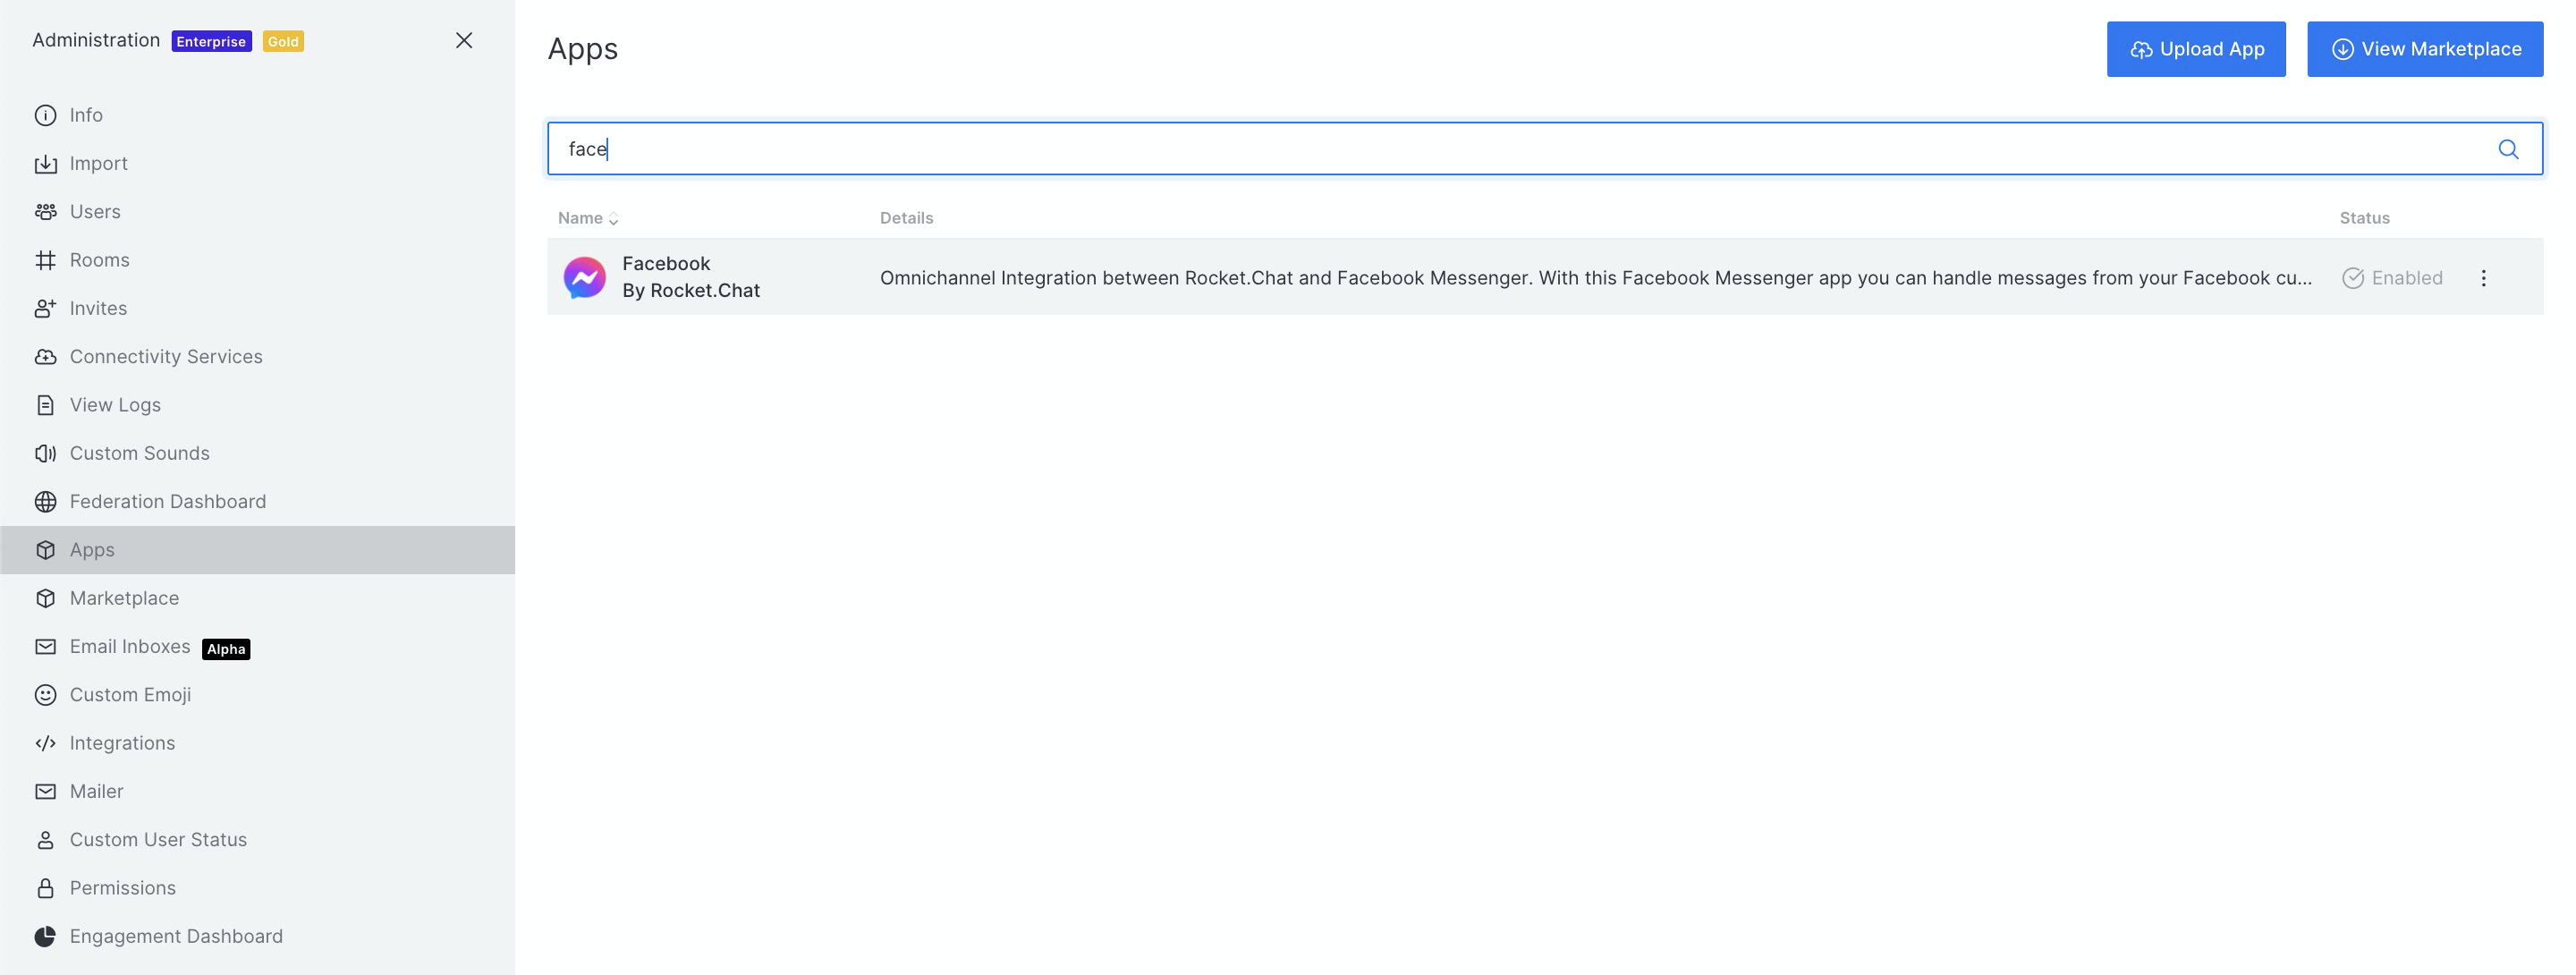 Administration Enterprise Gold
Info
Import
Users
Rooms
Invites
Connectivity Services
View Logs
Custom Sounds
Federation Dashboard
Apps
Marketplace
Email Inboxes Alpha
Custom Emoji
Integrations
Mailer
Custom User Status
Permissions
Engagement Dashboard
Apps
Upload App
View Marketplace
face
Name Details Status
Facebook
By Rocket.Chat
Omnichannel Integration between Rocket.Chat and Facebook Messenger. With this Facebook Messenger app you can handle messages from your Facebook cu...
Enabled